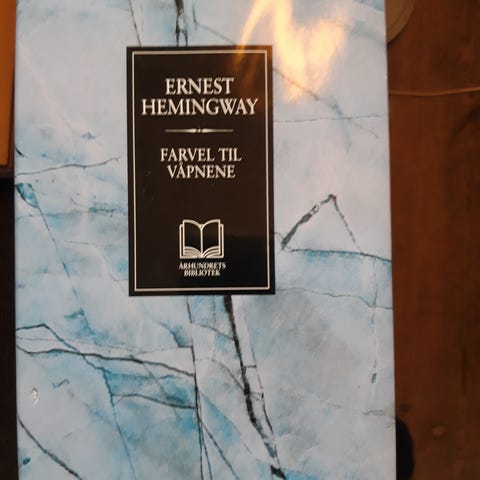 ERNEST
HEMINGWAY
FARVEL TIL
VÅPNENE
ÅRHUNDRETS
BIBLIOTEK